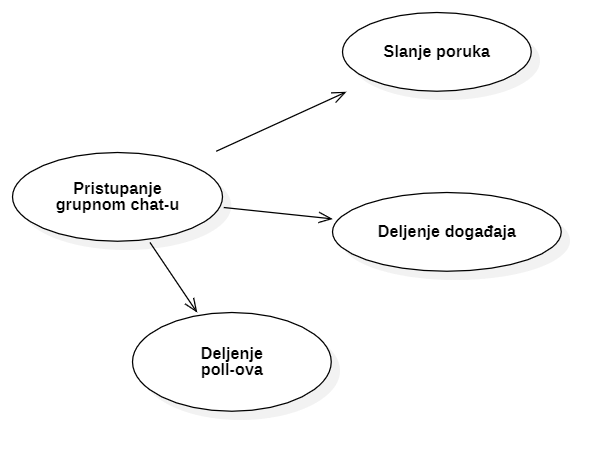 Slanje poruka
Pristupanje
grupnom chat-u
Deljenje događaja
Deljenje
poll-ova